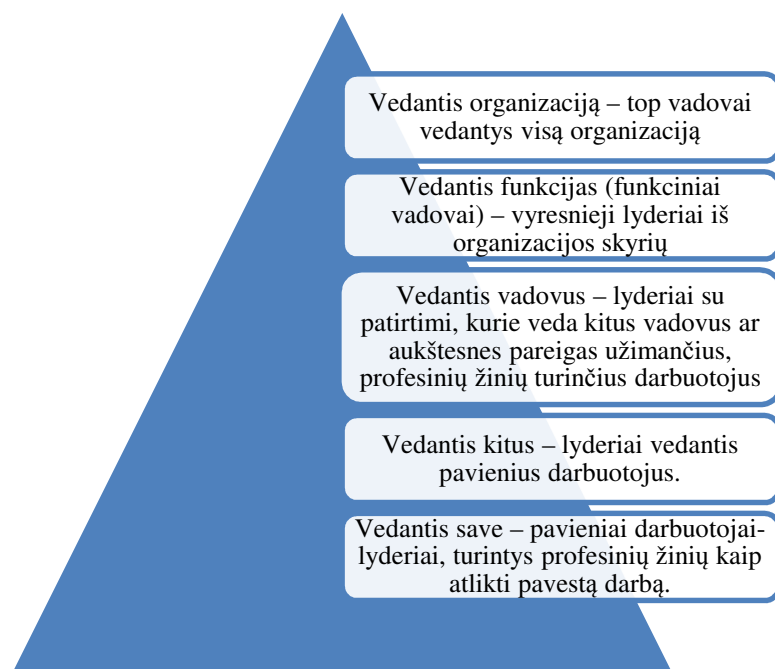 Vedantis organizaciją – top vadovai
vedantys visą organizaciją
Vedantis funkcijas (funkciniai
vadovai) – vyresnieji lyderiai iš
organizacijos skyrių
Vedantis vadovus – lyderiai su
patirtimi, kurie veda kitus vadovus ar
aukštesnes pareigas užimančius,
profesinių žinių turinčius darbuotojus
Vedantis kitus – lyderiai vedantis
pavienius darbuotojus.
Vedantis save – pavieniai darbuotojai-
lyderiai, turintys profesinių žinių kaip
atlikti pavestą darbą.